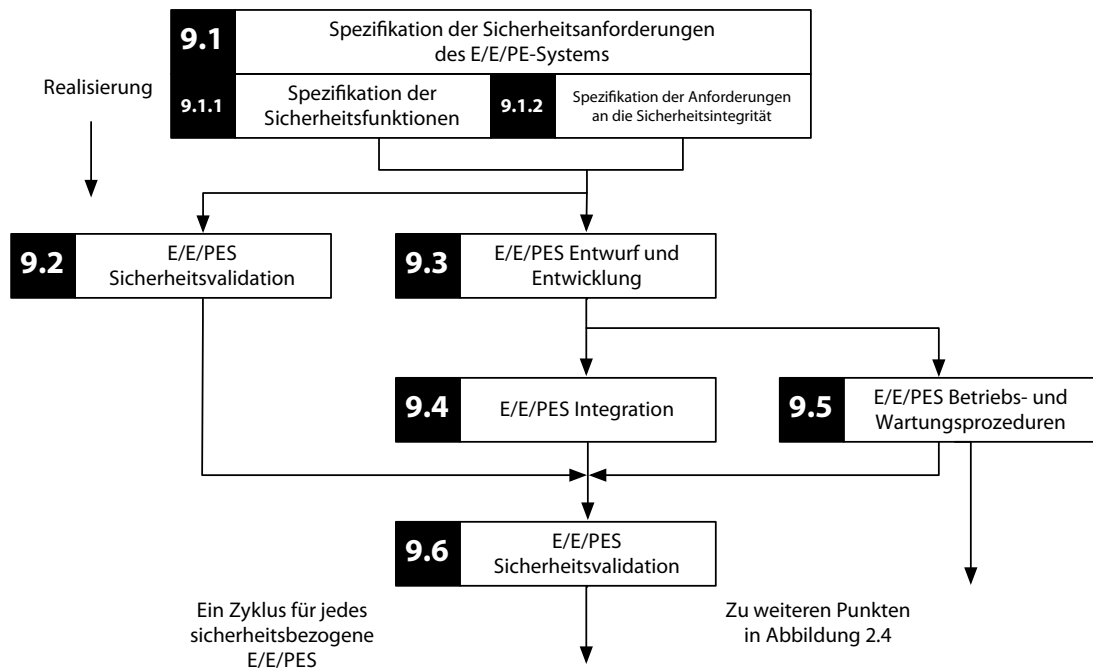 9.1
Spezifikation der Sicherheitsanforderungen
des E/E/PE-Systems
Realisierung
9.1.1
Spezifikation der
Sicherheitsfunktionen
9.1.2
Spezifikation der Anforderungen
an die Sicherheitsintegrität
9.2
E/E/PES
Sicherheitsvalidation
9.3
E/E/PES Entwurf und
Entwicklung
9.4
E/E/PES Integration
9.5
E/E/PES Betriebs- und
Wartungsprozeduren
9.6
E/E/PES
Sicherheitsvalidation
Ein Zyklus für jedes
sicherheitsbezogene
E/E/PES
Zu weiteren Punkten
in Abbildung 2.4